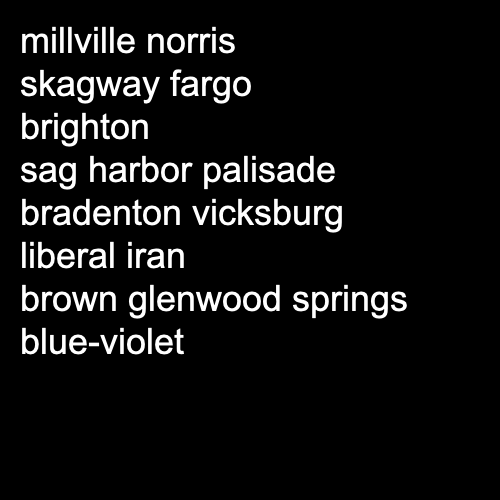 millville norris
skagway fargo
brighton
sag harbor palisade
bradenton vicksburg
liberal iran
brown glenwood springs
blue-violet